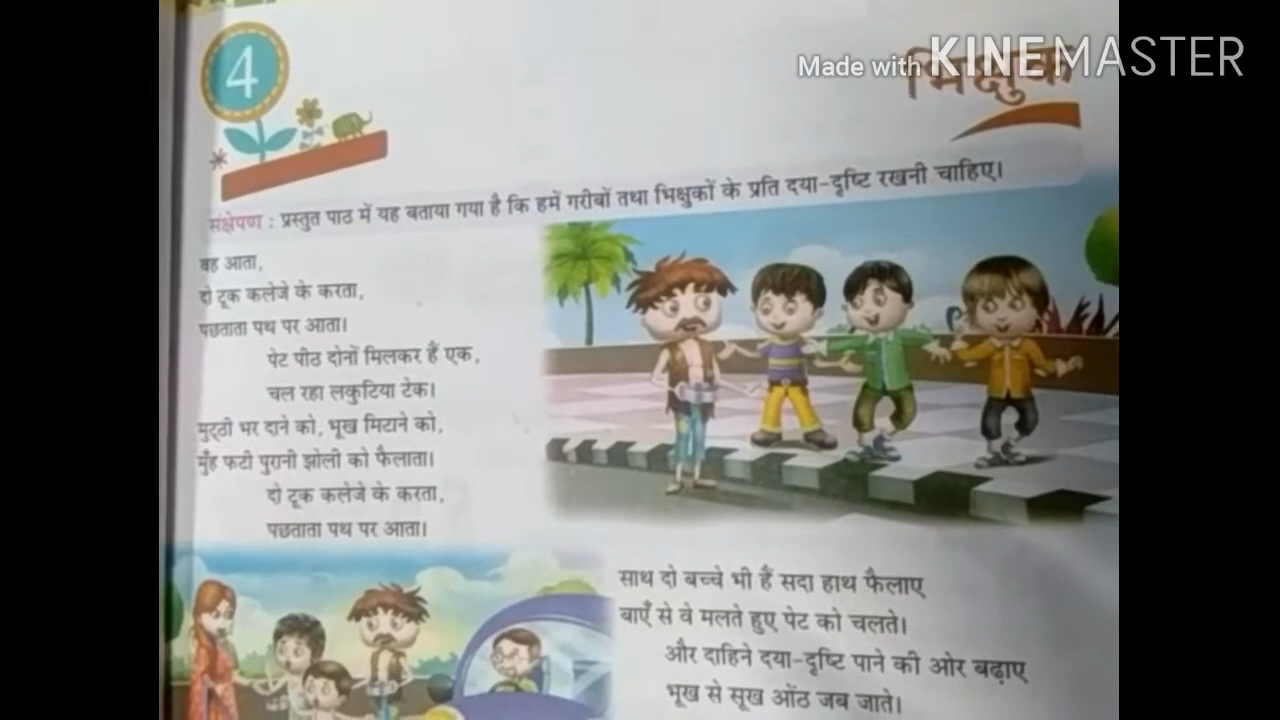 4
Made with KINEMASTER
भिक्षुक
संक्षेपण : प्रस्तुत पाठ में यह बताया गया है कि हमें गरीबों तथा भिक्षुकों के प्रति दया-दृष्टि रखनी चाहिए।
वह आता,
दो टूक कलेजे के करता,
पछताता पथ पर आता।
पेट पीठ दोनों मिलकर हैं एक,
चल रहा लकुटिया टेक।
मुट्ठी भर दाने को, भूख मिटाने को,
मुँह फटी पुरानी झोली को फैलाता।
दो टूक कलेजे के करता,
पछताता पथ पर आता।
साथ दो बच्चे भी हैं सदा हाथ फैलाए
बाएँ से वे मलते हुए पेट को चलते।
और दाहिने दया-दृष्टि पाने की ओर बढ़ाए
भूख से सूख ओंठ जब जाते।